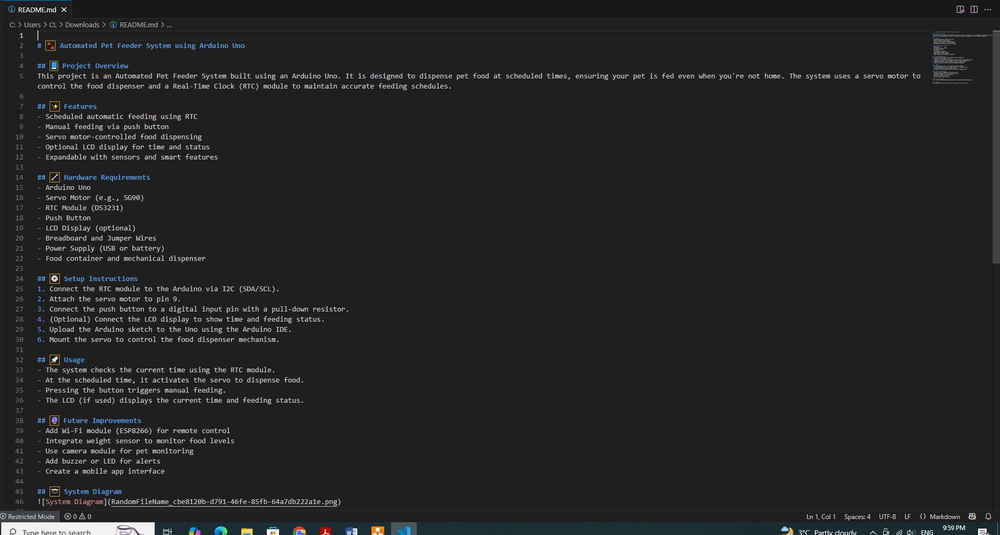 README.md
C: > Users > CL > Downloads > README.md > ...
1
2 # 🐾 Automated Pet Feeder System using Arduino Uno
3
4 ## 📘 Project Overview
5 This project is an Automated Pet Feeder System built using an Arduino Uno. It is designed to dispense pet food at scheduled times, ensuring your pet is fed even when you're not home. The system uses a servo motor to
control the food dispenser and a Real-Time Clock (RTC) module to maintain accurate feeding schedules.
6
7 ## ✨ Features
8 - Scheduled automatic feeding using RTC
9 - Manual feeding via push button
10 - Servo motor-controlled food dispensing
11 - Optional LCD display for time and status
12 - Expandable with sensors and smart features
13
14 ## 🔧 Hardware Requirements
15 - Arduino Uno
16 - Servo Motor (e.g., SG90)
17 - RTC Module (DS3231)
18 - Push Button
19 - LCD Display (optional)
20 - Breadboard and Jumper Wires
21 - Power Supply (USB or battery)
22 - Food container and mechanical dispenser
23
24 ## ⚙️ Setup Instructions
25 1. Connect the RTC module to the Arduino via I2C (SDA/SCL).
26 2. Attach the servo motor to pin 9.
27 3. Connect the push button to a digital input pin with a pull-down resistor.
28 4. (Optional) Connect the LCD display to show time and feeding status.
29 5. Upload the Arduino sketch to the Uno using the Arduino IDE.
30 6. Mount the servo to control the food dispenser mechanism.
31
32 ## 🚀 Usage
33 - The system checks the current time using the RTC module.
34 - At the scheduled time, it activates the servo to dispense food.
35 - Pressing the button triggers manual feeding.
36 - The LCD (if used) displays the current time and feeding status.
37
38 ## 🔮 Future Improvements
39 - Add Wi-Fi module (ESP8266) for remote control
40 - Integrate weight sensor to monitor food levels
41 - Use camera module for pet monitoring
42 - Add buzzer or LED for alerts
43 - Create a mobile app interface
44
45 ## 📷 System Diagram
46 ![System Diagram](RandomFileName_cbe8120b-d791-46fe-85fb-64a7db222a1e.png)
Restricted Mode 0 0 Ln 1, Col 1 Spaces: 4 UTF-8 LF {} Markdown
Type here to search 3°C Partly cloudy ENG 9:59 PM